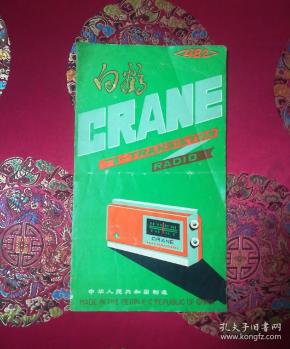 白鹤
CRANE
-8-TRANSISTOR
RADIO
CRANE
中华人民共和国制造
MADE IN THE PEOPLE'S REPUBLIC OF CHINA
孔夫子旧书网